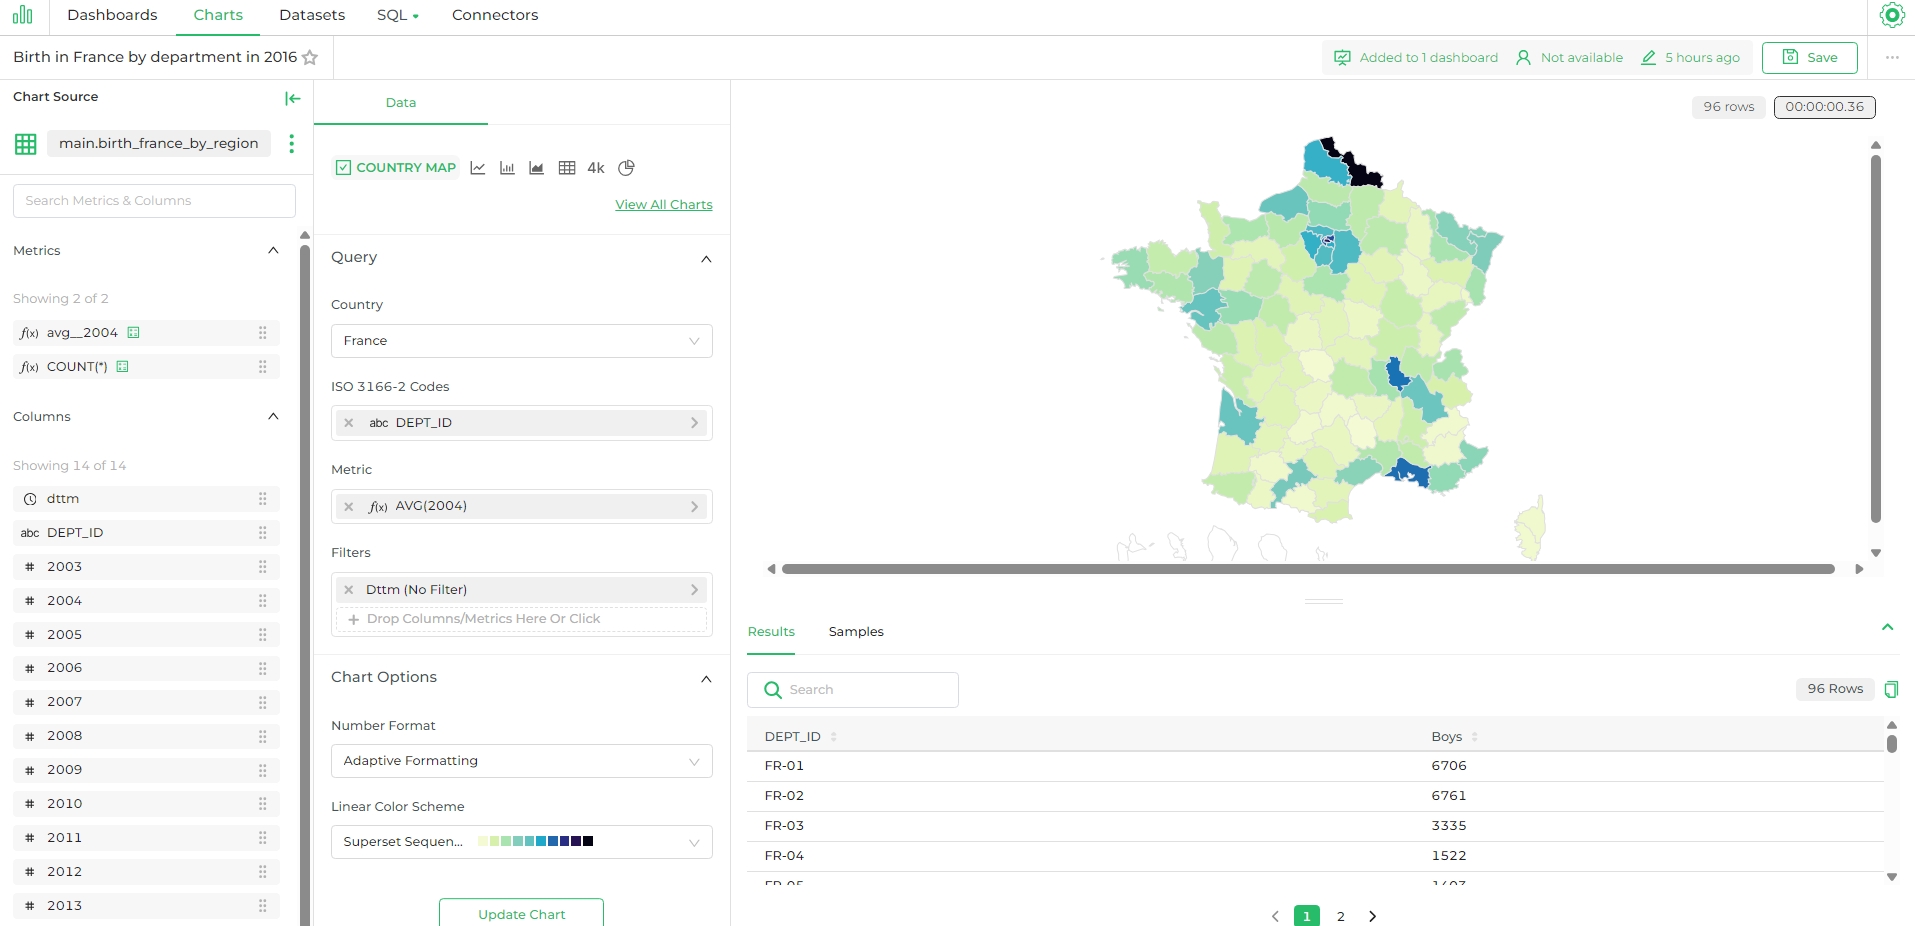 Dashboards Charts Datasets SQL Connectors
Birth in France by department in 2016
Added to 1 dashboard Not available 5 hours ago Save ...
Chart Source
main.birth_france_by_region
Search Metrics & Columns
Metrics
Showing 2 of 2
f(x) avg__2004
f(x) COUNT(*)
Columns
Showing 14 of 14
dttm
abc DEPT_ID
# 2003
# 2004
# 2005
# 2006
# 2007
# 2008
# 2009
# 2010
# 2011
# 2012
# 2013
Data
COUNTRY MAP 4k
View All Charts
Query
Country
France
ISO 3166-2 Codes
× abc DEPT_ID
Metric
× f(x) AVG(2004)
Filters
× Dttm (No Filter)
+ Drop Columns/Metrics Here Or Click
Chart Options
Number Format
Adaptive Formatting
Linear Color Scheme
Superset Sequen...
Update Chart
96 rows 00:00:00.36
Results Samples
Search
96 Rows
DEPT_ID Boys
FR-01 6706
FR-02 6761
FR-03 3335
FR-04 1522
FR-05
< 1 2 >